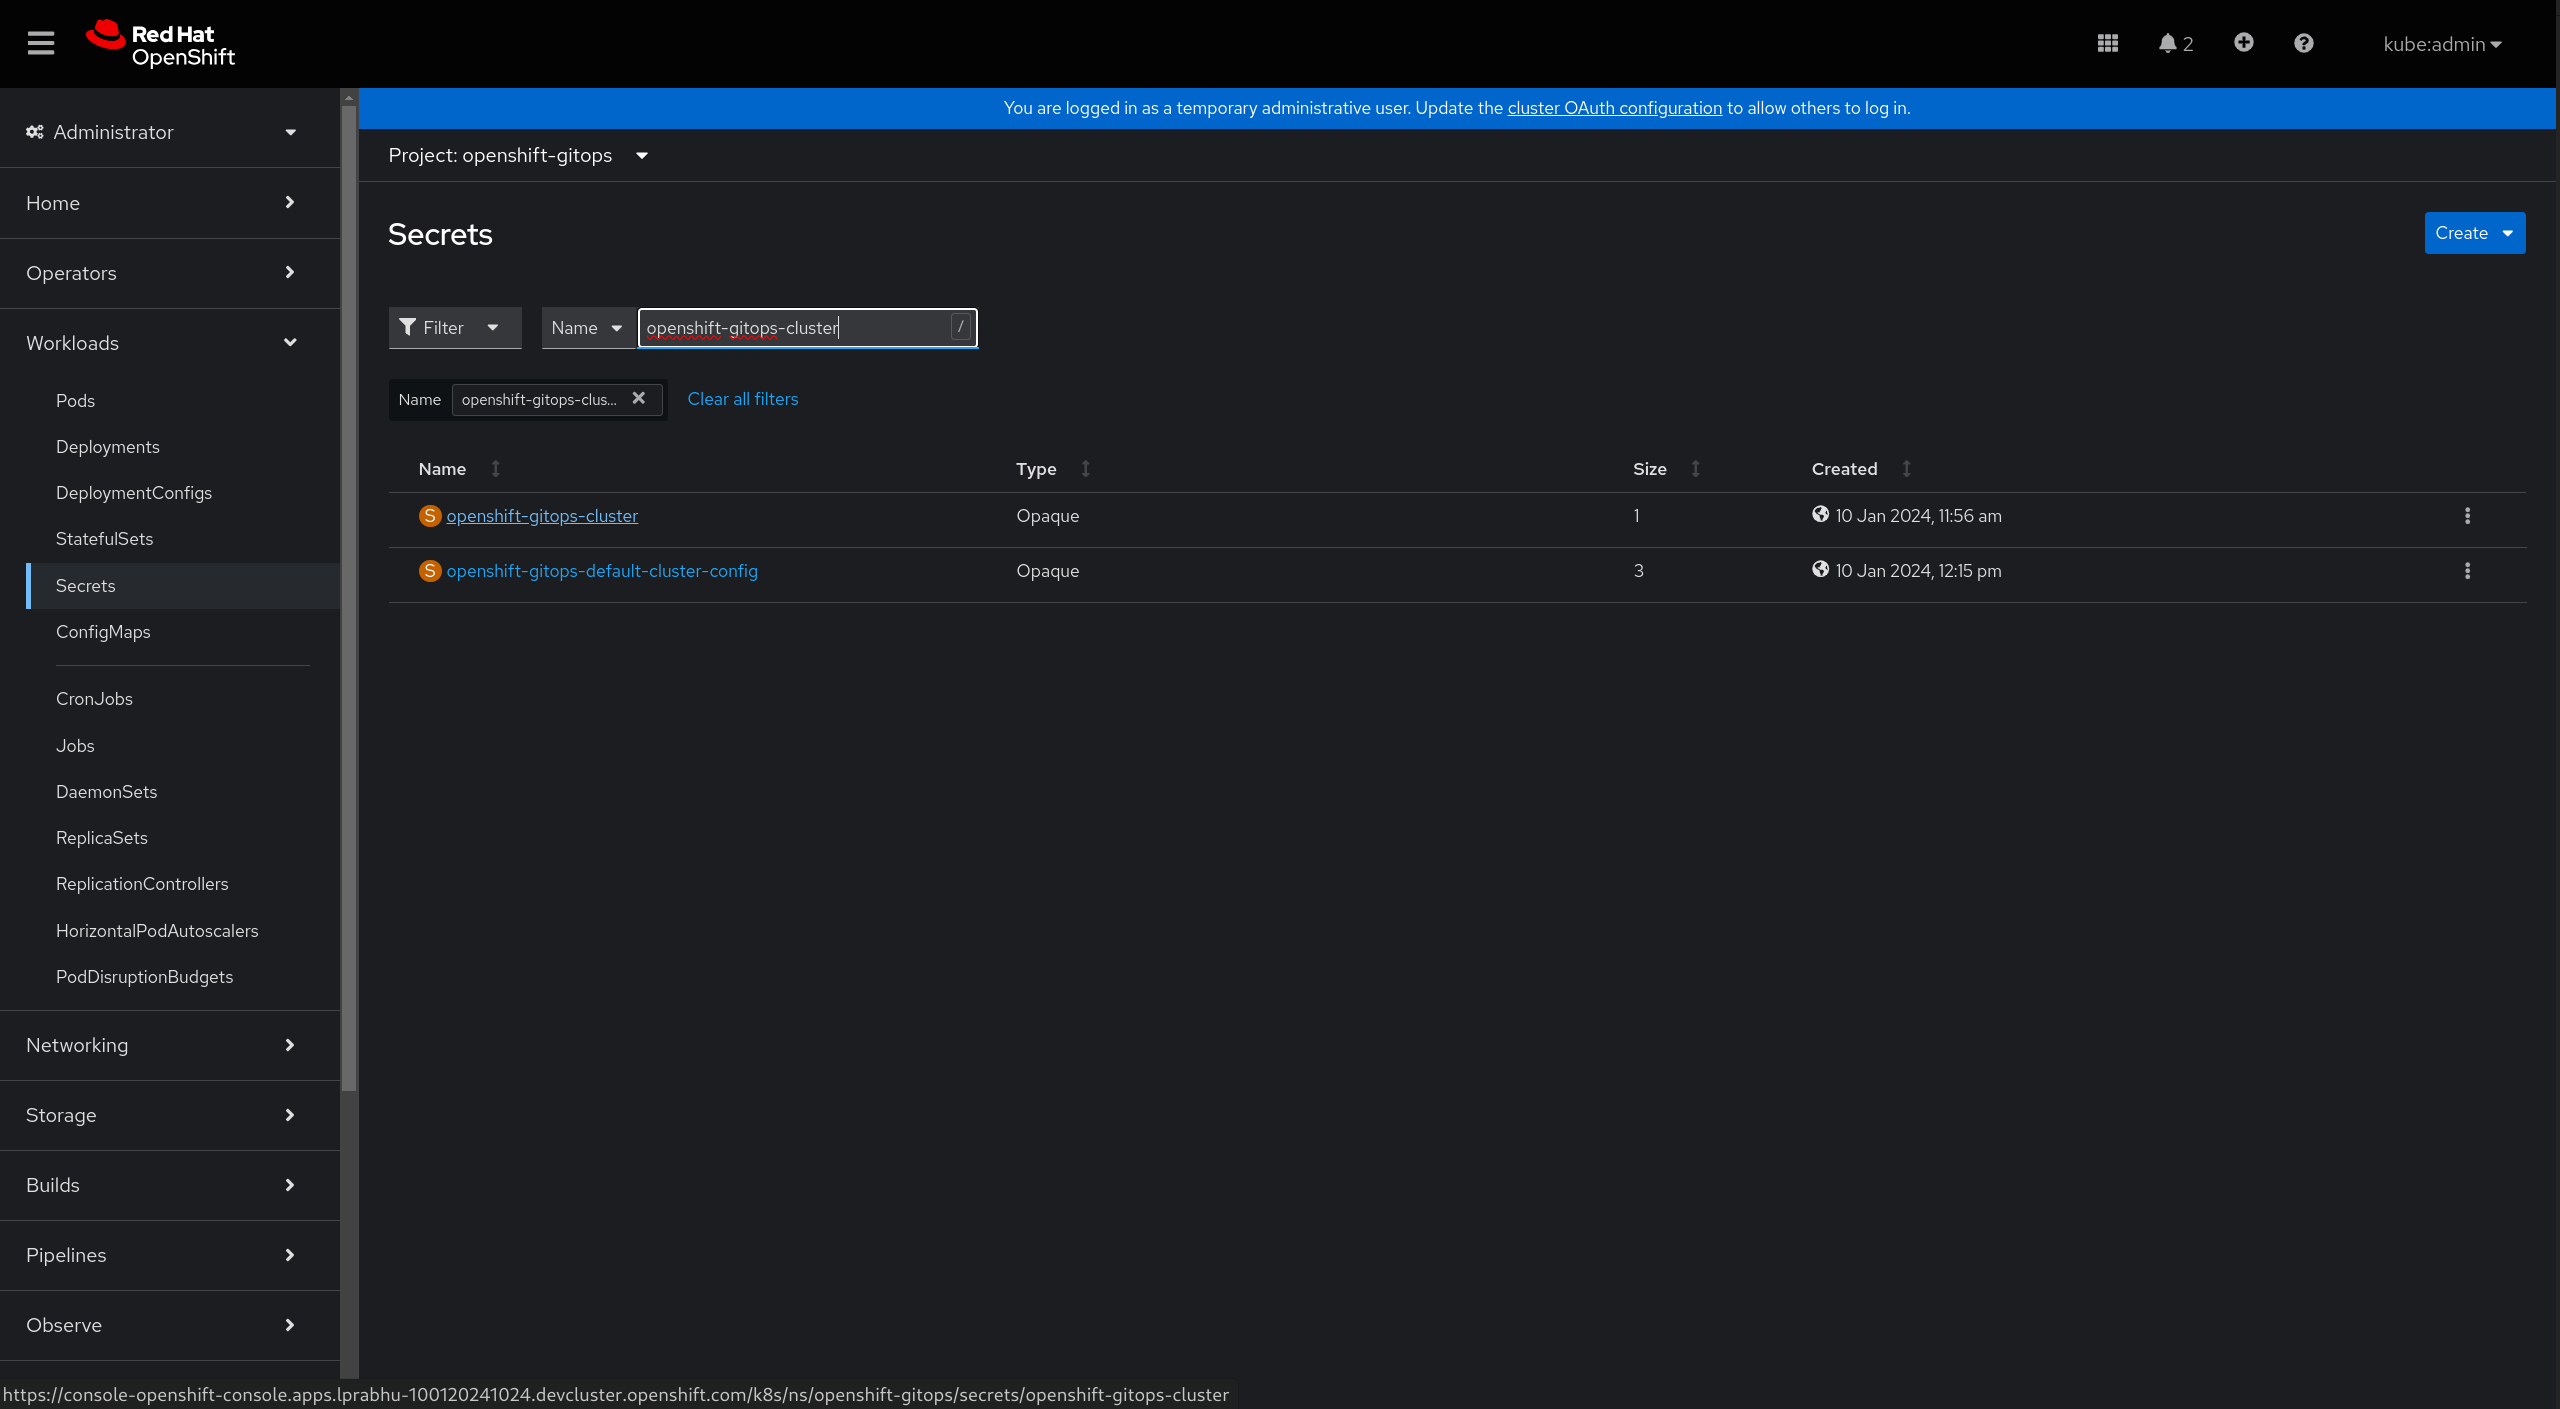 Red Hat
OpenShift
2
kube:admin
You are logged in as a temporary administrative user. Update the cluster OAuth configuration to allow others to log in.
Administrator
Home
Operators
Workloads
Pods
Deployments
DeploymentConfigs
StatefulSets
Secrets
ConfigMaps
CronJobs
Jobs
DaemonSets
ReplicaSets
ReplicationControllers
HorizontalPodAutoscalers
PodDisruptionBudgets
Networking
Storage
Builds
Pipelines
Observe
Project: openshift-gitops
Secrets
Create
Filter
Name
openshift-gitops-cluster
/
Name openshift-gitops-clus... Clear all filters
Name Type Size Created
S openshift-gitops-cluster Opaque 1 10 Jan 2024, 11:56 am
S openshift-gitops-default-cluster-config Opaque 3 10 Jan 2024, 12:15 pm
https://console-openshift-console.apps.lprabhu-100120241024.devcluster.openshift.com/k8s/ns/openshift-gitops/secrets/openshift-gitops-cluster